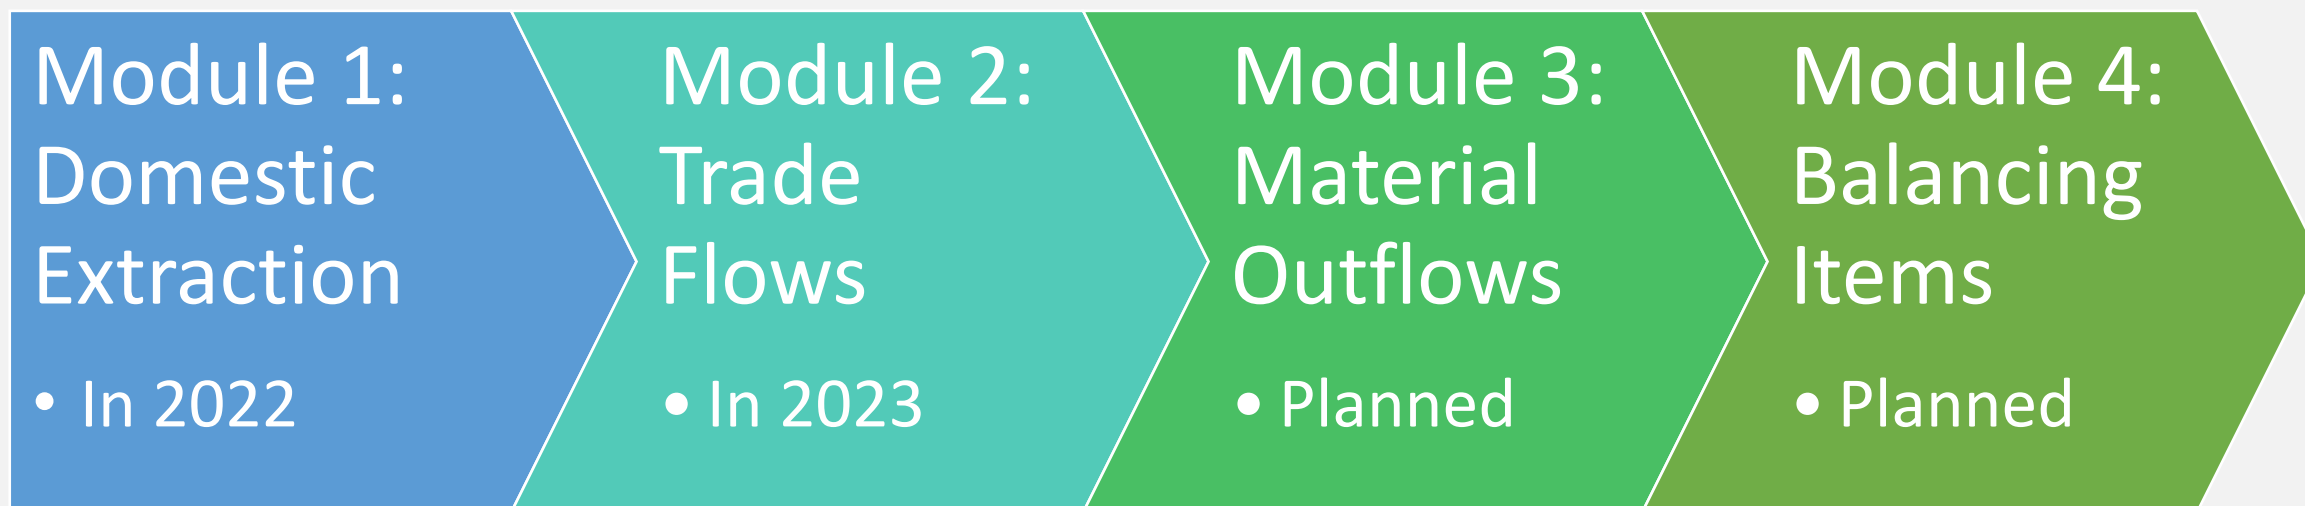 Module 1:
Domestic
Extraction
• In 2022
Module 2:
Trade
Flows
• In 2023
Module 3:
Material
Outflows
• Planned
Module 4:
Balancing
Items
• Planned